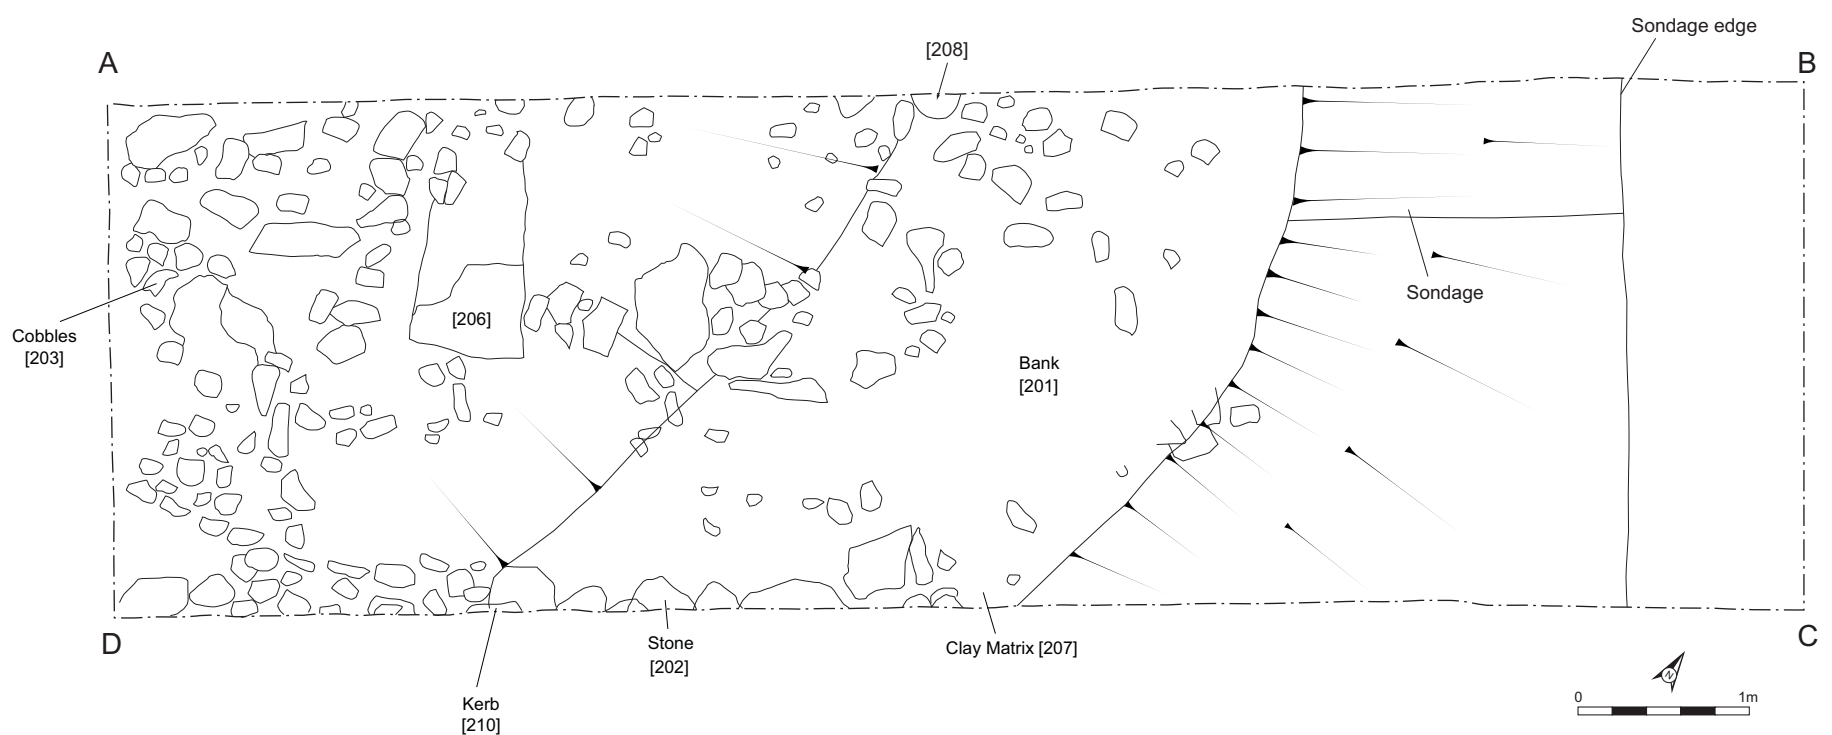 Sondage edge
A
[208]
B
Sondage
[206]
Cobbles
[203]
Bank
[201]
D
Stone
[202]
Clay Matrix [207]
C
Kerb
[210]
N
0 1m